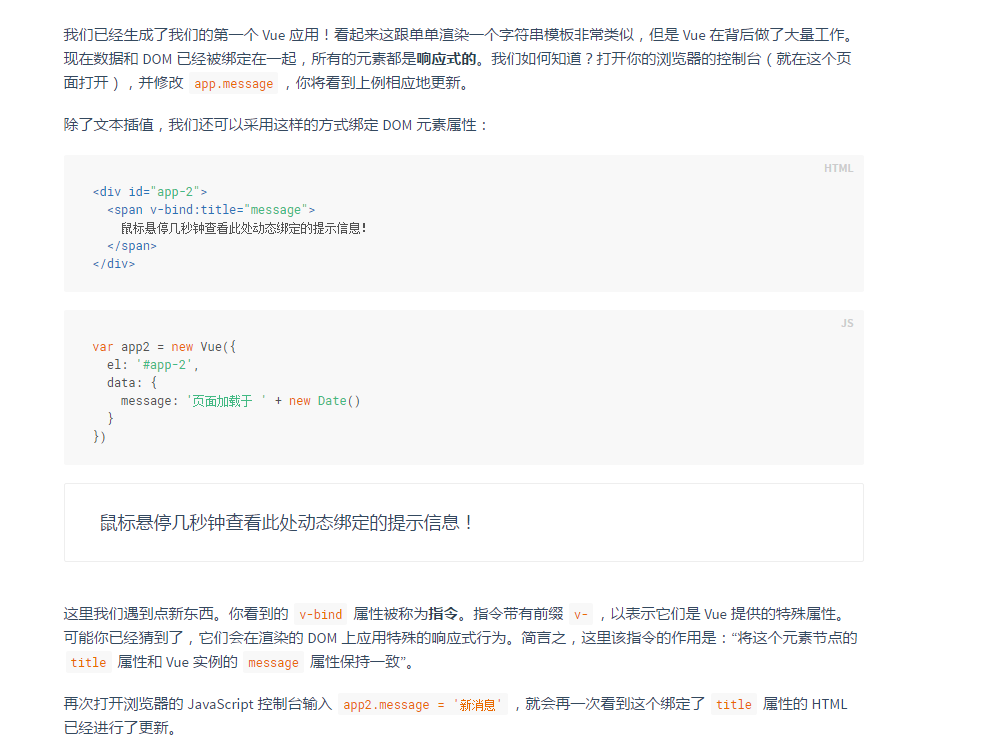 我们已经生成了我们的第一个 Vue 应用！看起来这跟单单渲染一个字符串模板非常类似，但是 Vue 在背后做了大量工作。
现在数据和 DOM 已经被绑定在一起，所有的元素都是响应式的。我们如何知道？打开你的浏览器的控制台（就在这个页
面打开），并修改 app.message ，你将看到上例相应地更新。
除了文本插值，我们还可以采用这样的方式绑定 DOM 元素属性：
HTML
<div id="app-2">
  <span v-bind:title="message">
    鼠标悬停几秒钟查看此处动态绑定的提示信息！
  </span>
</div>
JS
var app2 = new Vue({
  el: '#app-2',
  data: {
    message: '页面加载于 ' + new Date()
  }
})
鼠标悬停几秒钟查看此处动态绑定的提示信息！
这里我们遇到点新东西。你看到的 v-bind 属性被称为指令。指令带有前缀 v- ，以表示它们是 Vue 提供的特殊属性。
可能你已经猜到了，它们会在渲染的 DOM 上应用特殊的响应式行为。简言之，这里该指令的作用是：“将这个元素节点的
title 属性和 Vue 实例的 message 属性保持一致”。
再次打开浏览器的 JavaScript 控制台输入 app2.message = '新消息' ，就会再一次看到这个绑定了 title 属性的 HTML
已经进行了更新。